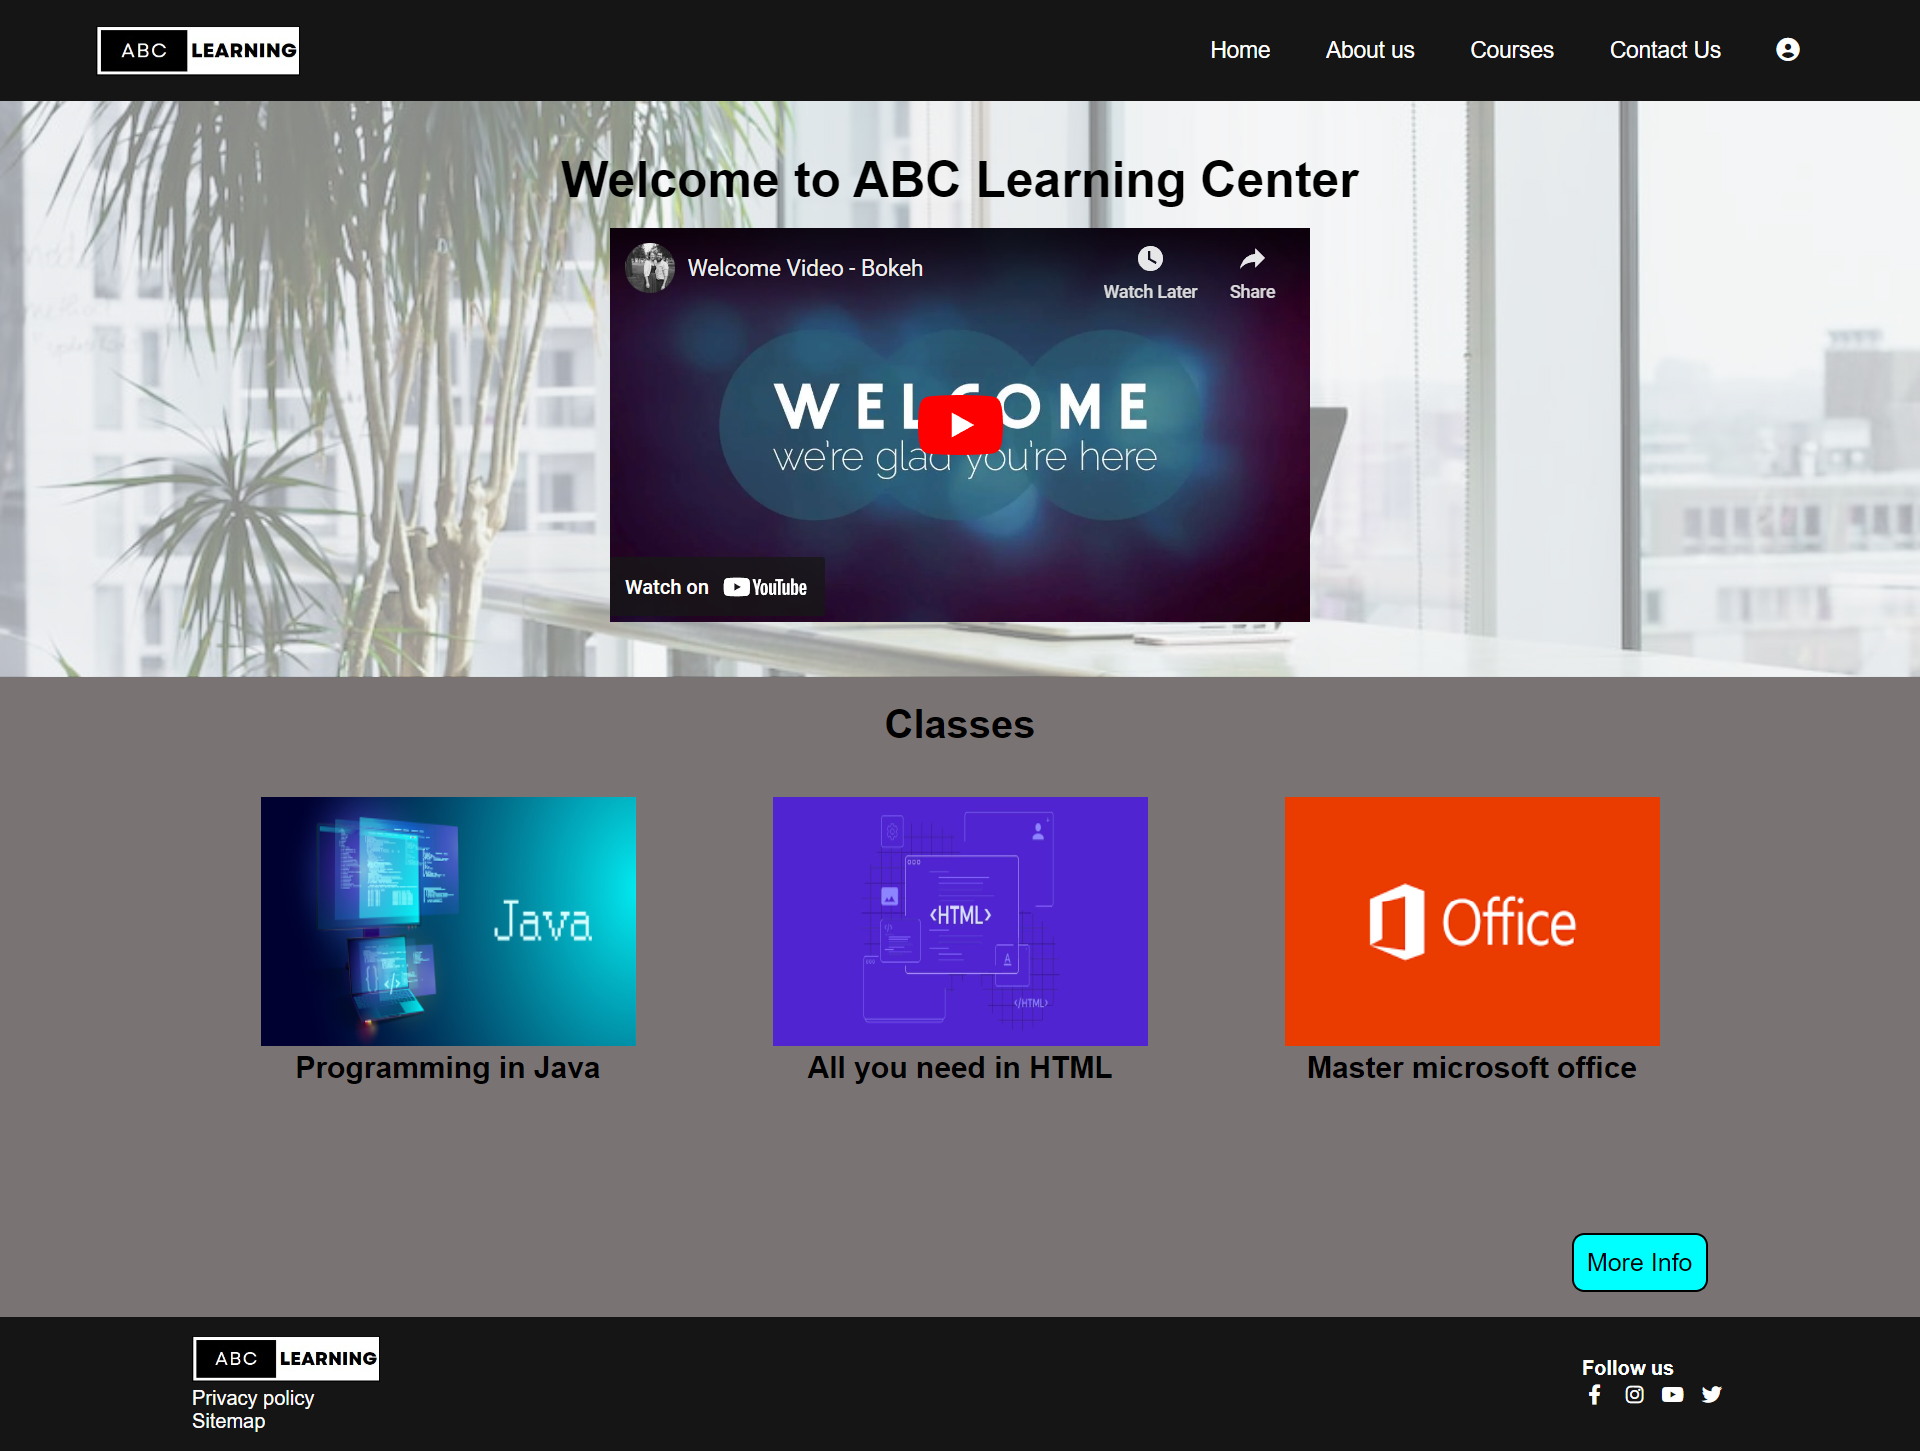 ABC LEARNING
Home About us Courses Contact Us
Welcome to ABC Learning Center
Welcome Video - Bokeh
Watch Later Share
WELCOME
we're glad you're here
Watch on YouTube
Classes
Java
<HTML>
A
</>
</HTML>
Office
Programming in Java
All you need in HTML
Master microsoft office
More Info
ABC LEARNING
Privacy policy
Sitemap
Follow us